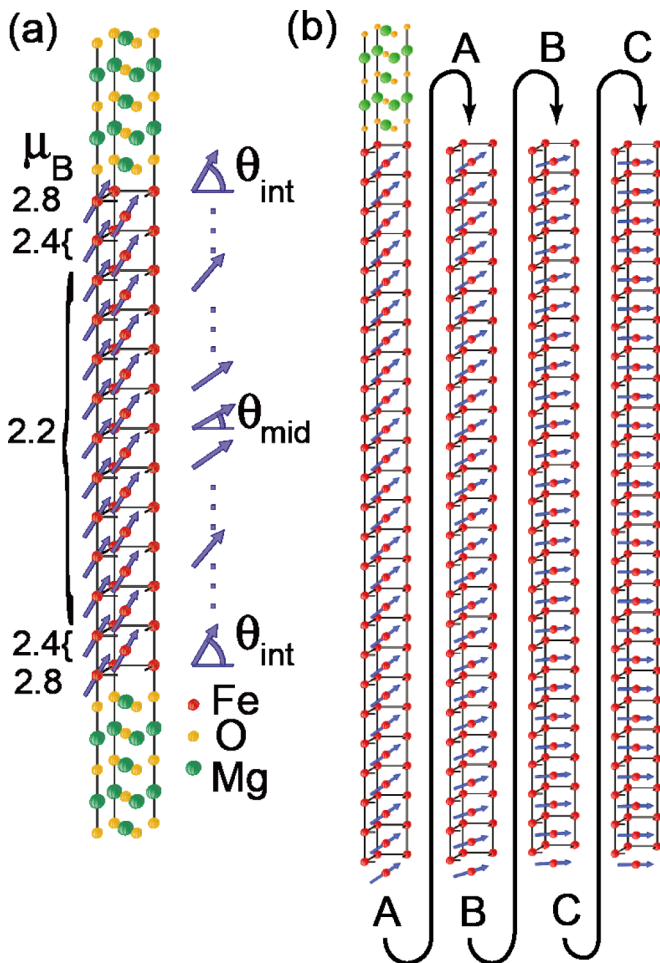 (a)
(b)
A
B
C
μB
2.8
2.4{
2.2
2.4{
2.8
θint
θmid
θint
Fe
O
Mg
A
B
C